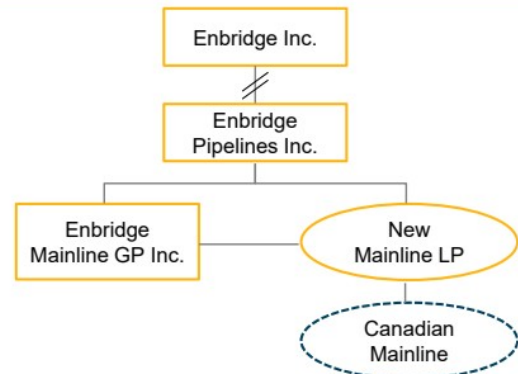 Enbridge Inc.
Enbridge
Pipelines Inc.
Enbridge
Mainline GP Inc.
New
Mainline LP
Canadian
Mainline